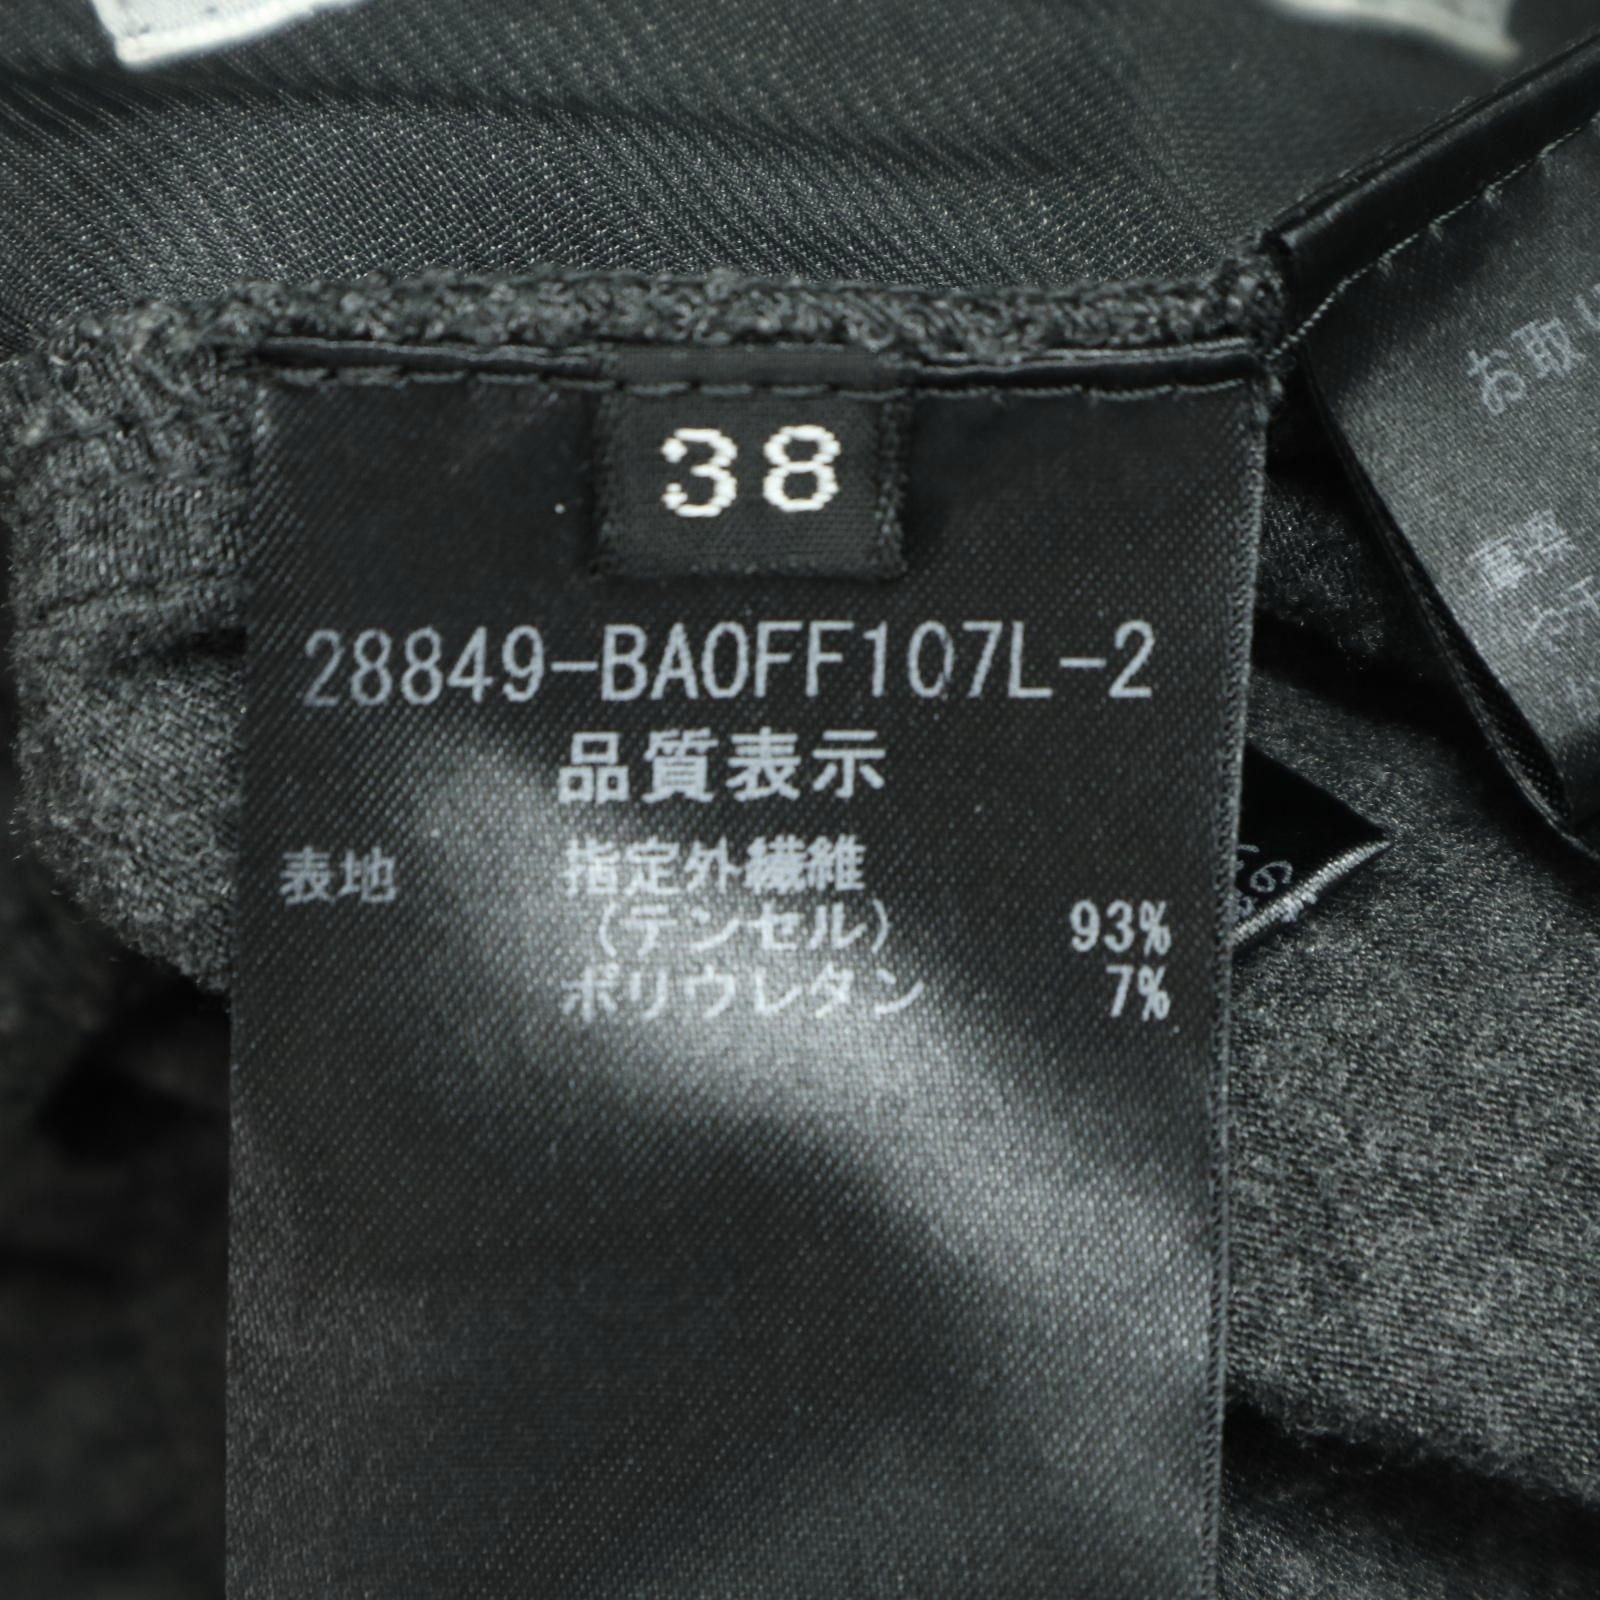 38
28849-BA0FF107L-2
品質表示
表地 指定外繊維
(テンセル) 93%
ポリウレタン 7%
お取